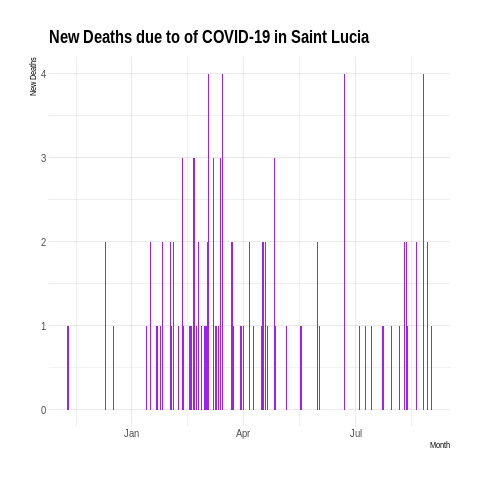 New Deaths due to of COVID-19 in Saint Lucia
New Deaths
4
3
2
1
0
Jan Apr Jul
Month